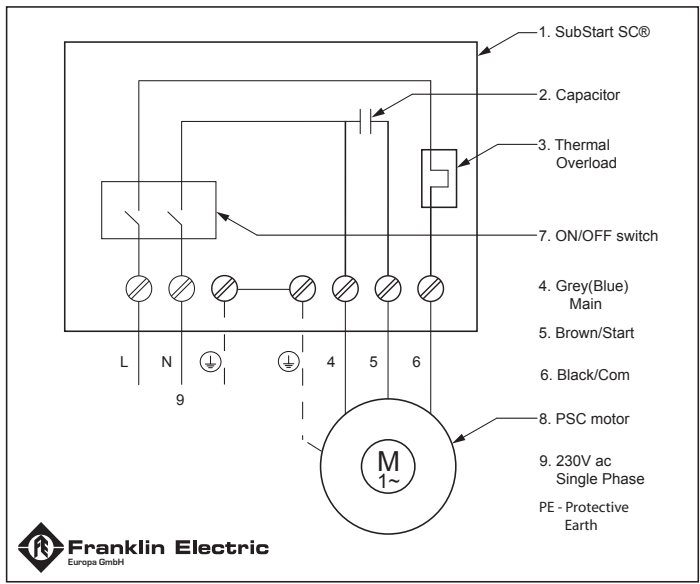 1. SubStart SC®
2. Capacitor
3. Thermal
Overload
7. ON/OFF switch
4. Grey(Blue)
Main
5. Brown/Start
6. Black/Com
8. PSC motor
9. 230V ac
Single Phase
PE - Protective
Earth
L N 4 5 6
9
M
1~
FE
Franklin Electric
Europa GmbH